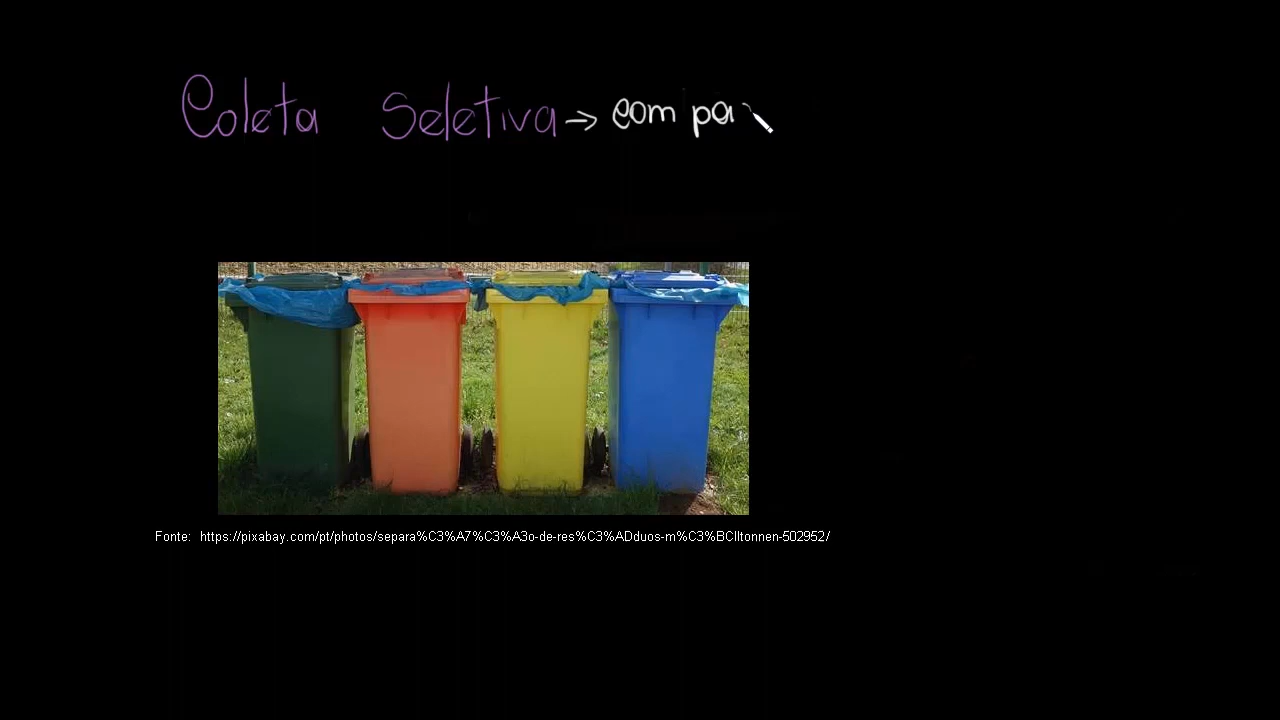 Coleta Seletiva → com pa
Fonte: https://pixabay.com/pt/photos/separa%C3%A7%C3%A3o-de-res%C3%ADduos-m%C3%BClltonnen-502952/